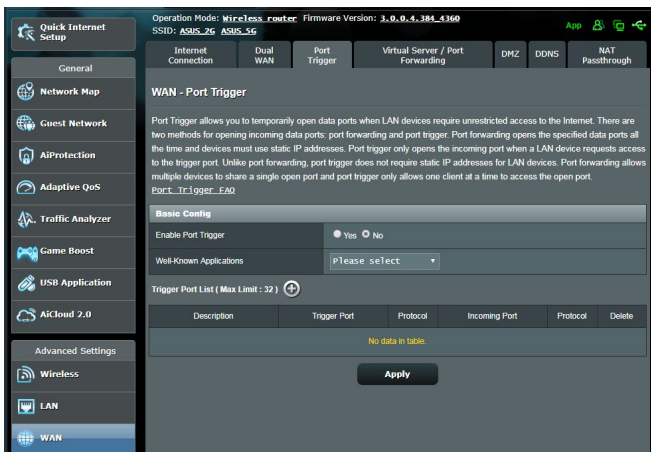 Quick Internet
Setup
General
Network Map
Guest Network
AiProtection
Adaptive QoS
Traffic Analyzer
Game Boost
USB Application
AiCloud 2.0
Advanced Settings
Wireless
LAN
WAN
Operation Mode: Wireless router Firmware Version: 3.0.0.4.384_4360
SSID: ASUS_2G ASUS_5G
App
Internet
Connection
Dual
WAN
Port
Trigger
Virtual Server / Port
Forwarding
DMZ
DDNS
NAT
Passthrough
WAN - Port Trigger
Port Trigger allows you to temporarily open data ports when LAN devices require unrestricted access to the Internet. There are
two methods for opening incoming data ports: port forwarding and port trigger. Port forwarding opens the specified data ports all
the time and devices must use static IP addresses. Port trigger only opens the incoming port when a LAN device requests access
to the trigger port. Unlike port forwarding, port trigger does not require static IP addresses for LAN devices. Port forwarding allows
multiple devices to share a single open port and port trigger only allows one client at a time to access the open port.
Port Trigger FAQ
Basic Config
Enable Port Trigger Yes No
Well-Known Applications Please select
Trigger Port List ( Max Limit : 32 )
Description Trigger Port Protocol Incoming Port Protocol Delete
No data in table.
Apply